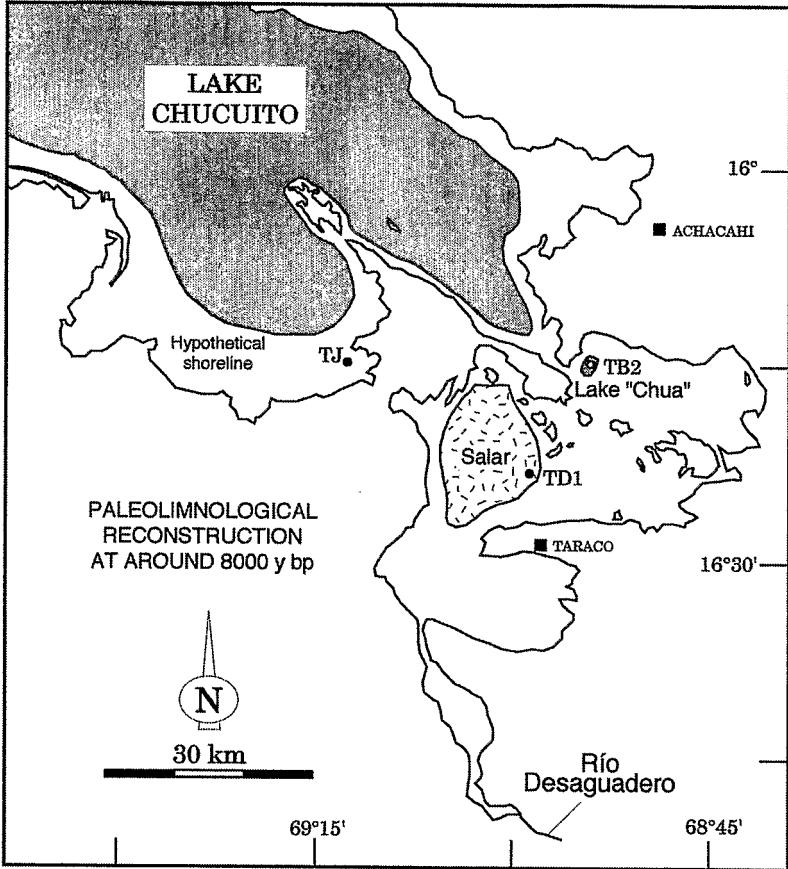 LAKE
CHUCUITO
16°
ACHACAHI
Hypothetical
shoreline
TJ
TB2
Lake "Chua"
Salar
TD1
PALEOLIMNOLOGICAL
RECONSTRUCTION
AT AROUND 8000 y bp
TARACO
16°30'
N
30 km
Río
Desaguadero
69°15'
68°45'